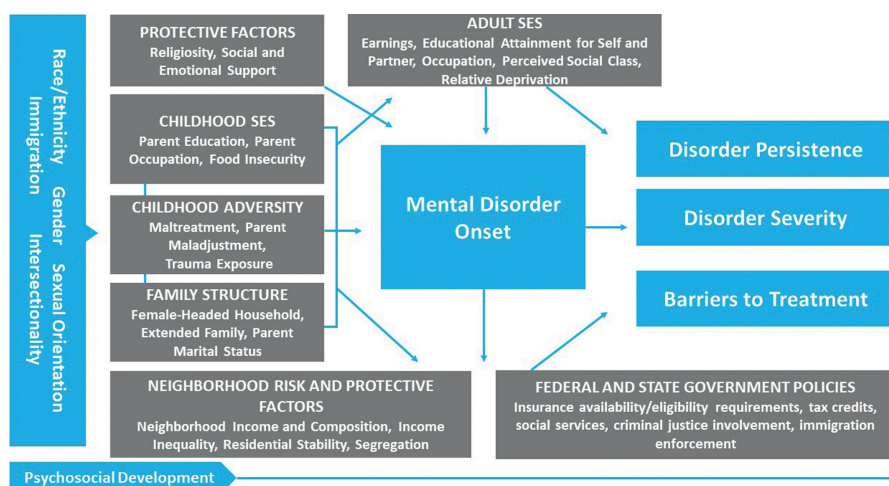 Race/Ethnicity Gender Sexual Orientation
Immigration Intersectionality
PROTECTIVE FACTORS
Religiosity, Social and
Emotional Support
CHILDHOOD SES
Parent Education, Parent
Occupation, Food Insecurity
CHILDHOOD ADVERSITY
Maltreatment, Parent
Maladjustment,
Trauma Exposure
FAMILY STRUCTURE
Female-Headed Household,
Extended Family, Parent
Marital Status
ADULT SES
Earnings, Educational Attainment for Self and
Partner, Occupation, Perceived Social Class,
Relative Deprivation
Mental Disorder
Onset
Disorder Persistence
Disorder Severity
Barriers to Treatment
NEIGHBORHOOD RISK AND PROTECTIVE
FACTORS
Neighborhood Income and Composition, Income
Inequality, Residential Stability, Segregation
FEDERAL AND STATE GOVERNMENT POLICIES
Insurance availability/eligibility requirements, tax credits,
social services, criminal justice involvement, immigration
enforcement
Psychosocial Development